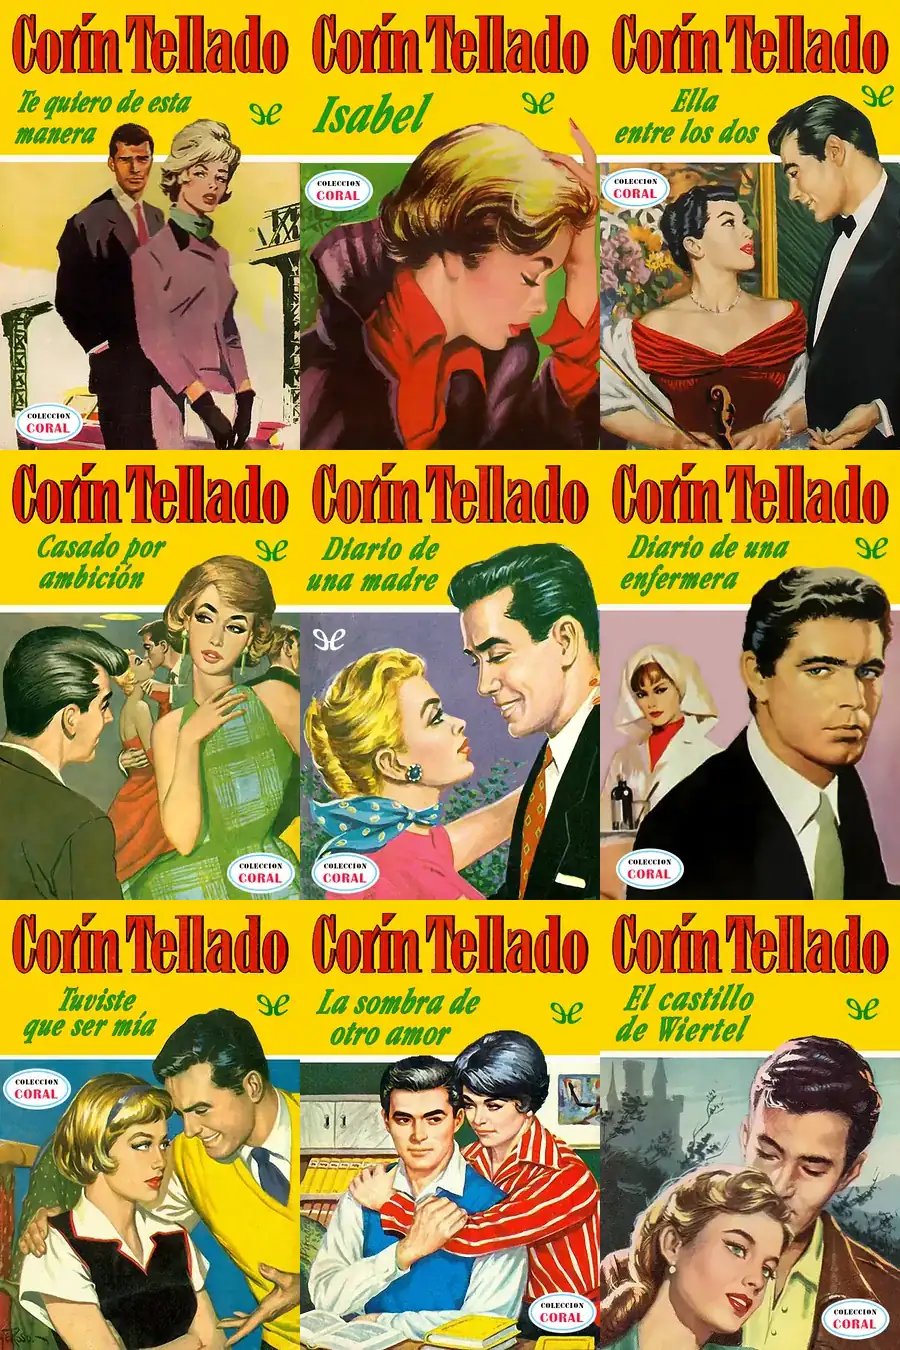 Corín Tellado
Te quiero de esta
manera
COLECCION
CORAL
Corín Tellado
Isabel
COLECCION
CORAL
Corín Tellado
Ella
entre los dos
COLECCION
CORAL
Corín Tellado
Casado por
ambición
COLECCION
CORAL
Corín Tellado
Diario de
una madre
COLECCION
CORAL
Corín Tellado
Diario de una
enfermera
COLECCION
CORAL
Corín Tellado
Tuviste
que ser mía
COLECCION
CORAL
Corín Tellado
La sombra de
otro amor
COLECCION
CORAL
Corín Tellado
El castillo
de Wiertel
COLECCION
CORAL